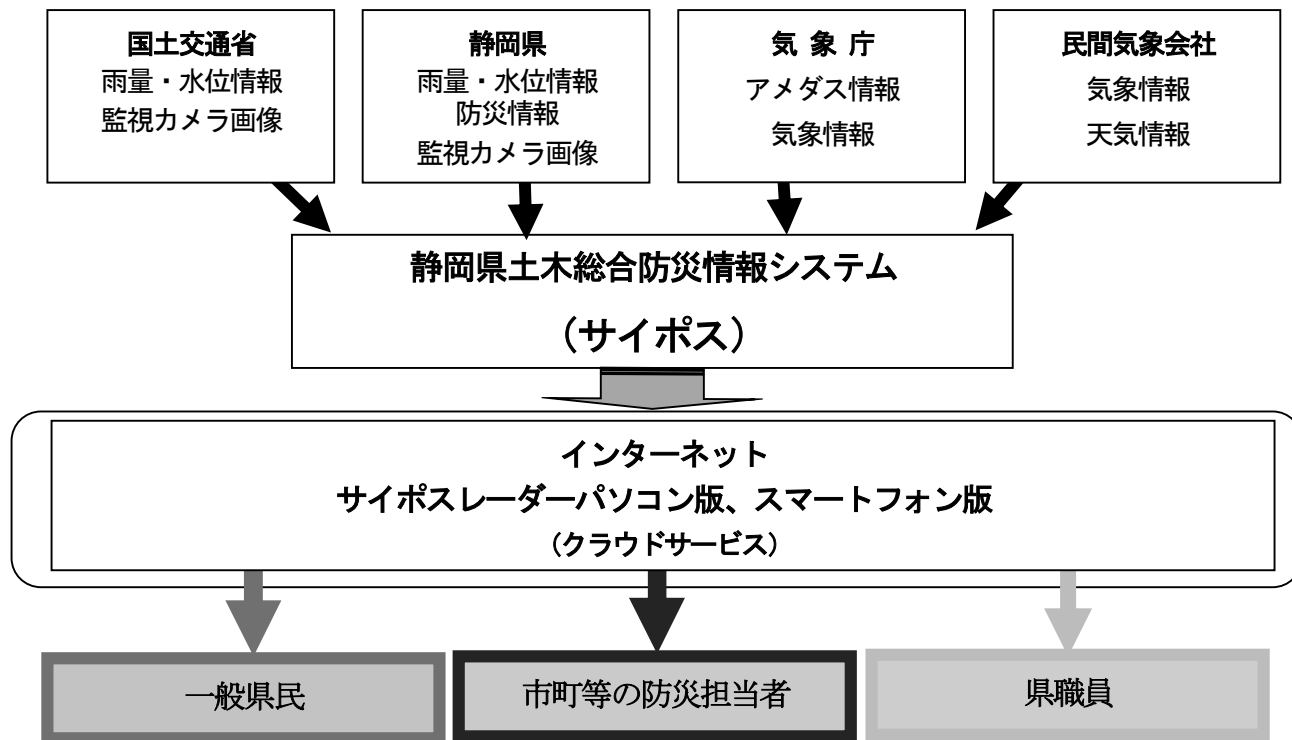 国土交通省
雨量・水位情報
監視カメラ画像
静岡県
雨量・水位情報
防災情報
監視カメラ画像
気 象 庁
アメダス情報
気象情報
民間気象会社
気象情報
天気情報
静岡県土木総合防災情報システム
（サイポス）
インターネット
サイポスレーダーパソコン版、スマートフォン版
（クラウドサービス）
一般県民
市町等の防災担当者
県職員